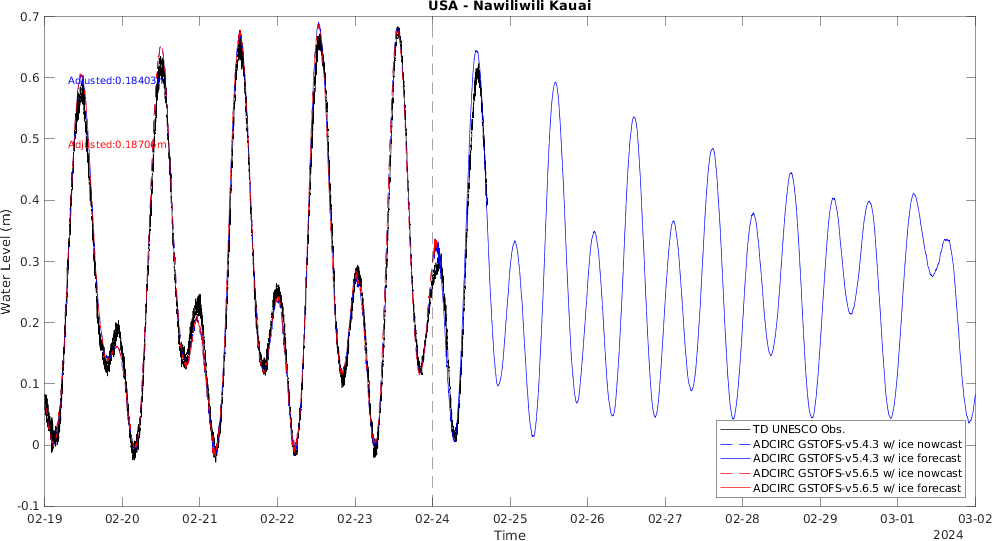 USA - Nawiliwili Kauai
0.7
0.6
0.5
0.4
0.3
0.2
0.1
0
-0.1
Water Level (m)
Adjusted:0.18403m
Adjusted:0.18706m
TD UNESCO Obs.
ADCIRC GSTOFS-v5.4.3 w/ ice nowcast
ADCIRC GSTOFS-v5.4.3 w/ ice forecast
ADCIRC GSTOFS-v5.6.5 w/ ice nowcast
ADCIRC GSTOFS-v5.6.5 w/ ice forecast
02-19 02-20 02-21 02-22 02-23 02-24 02-25 02-26 02-27 02-28 02-29 03-01 03-02
Time
2024